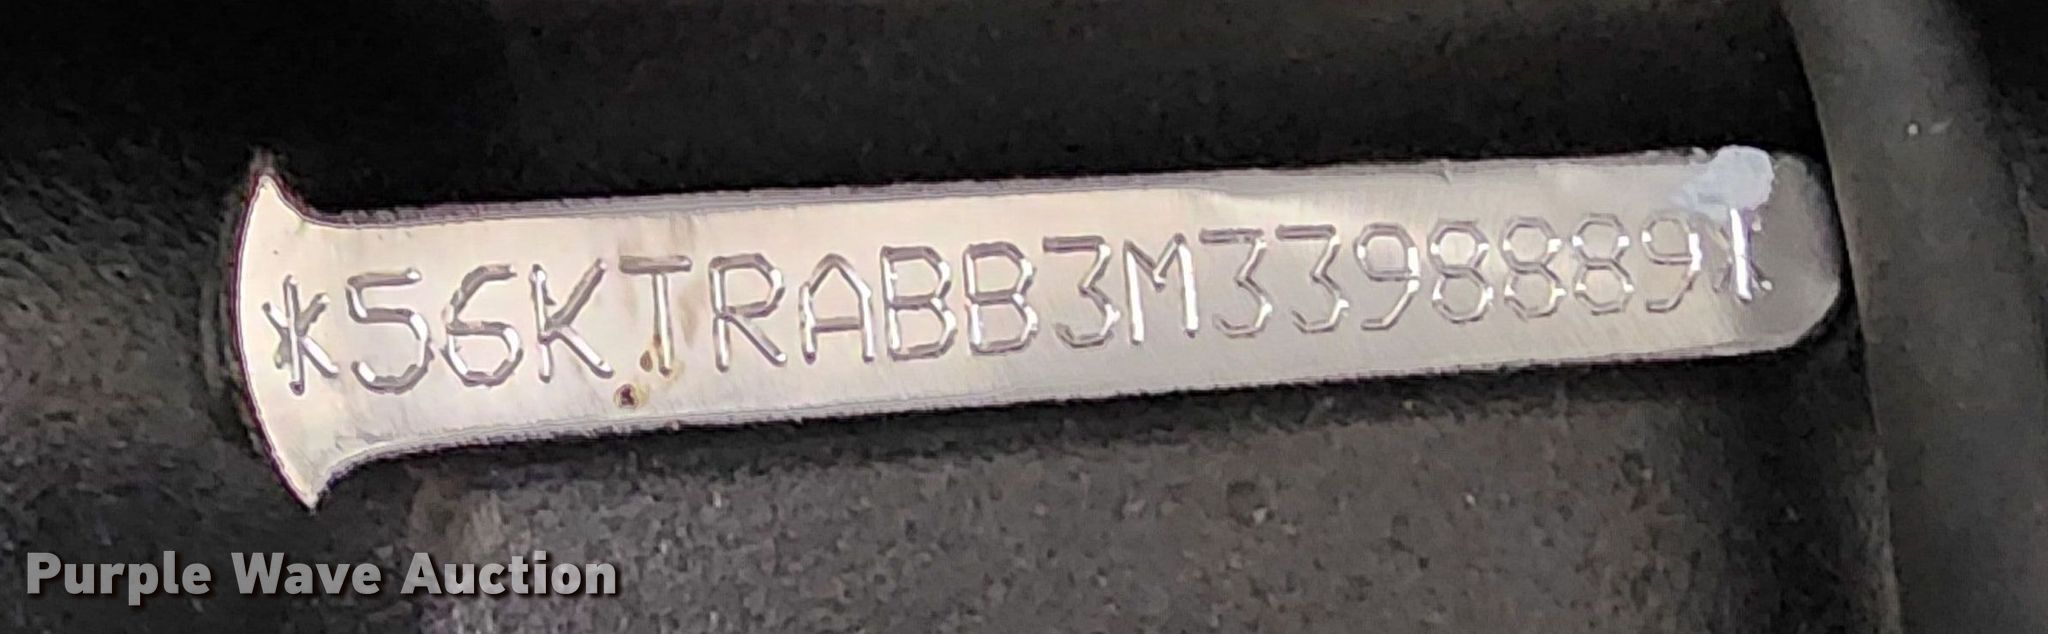 *56KTRABB3M3398889*
Purple Wave Auction